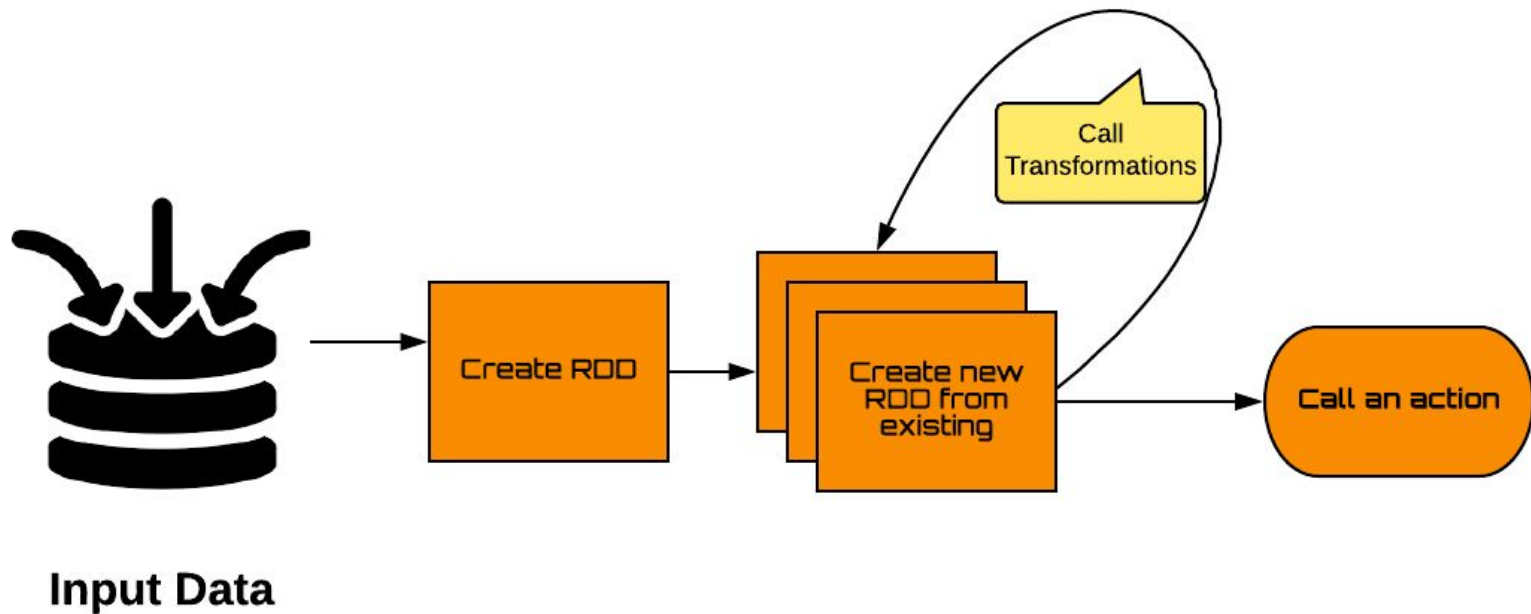 Call
Transformations
Create RDD
Create new
RDD from
existing
Call an action
Input Data